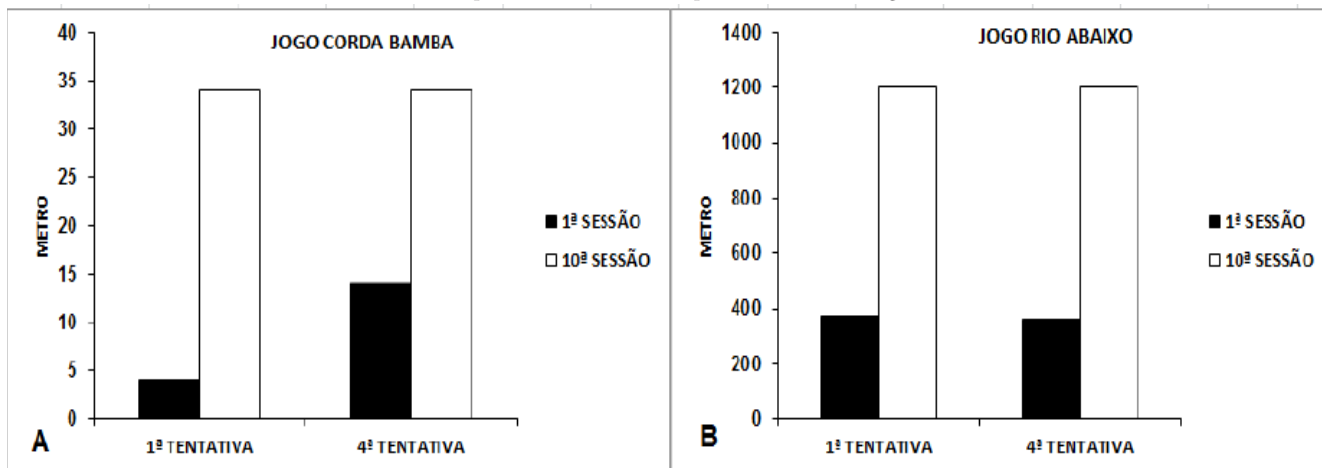 JOGO CORDA BAMBA
40
35
30
25
20
15
10
5
0
METRO
1ª TENTATIVA
4ª TENTATIVA
1ª SESSÃO
10ª SESSÃO
A
JOGO RIO ABAIXO
1400
1200
1000
800
600
400
200
0
METRO
1ª TENTATIVA
4ª TENTATIVA
1ª SESSÃO
10ª SESSÃO
B